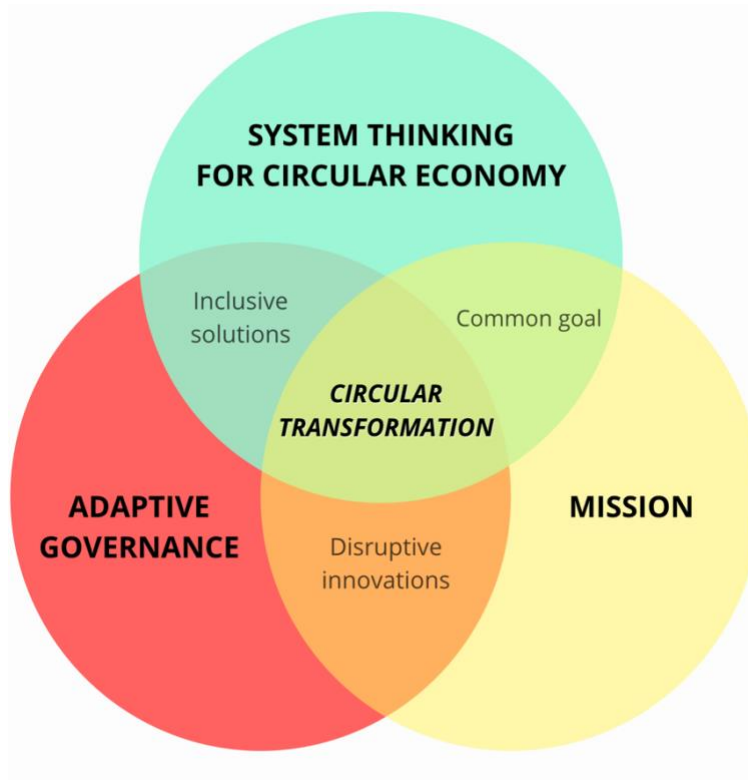 SYSTEM THINKING
FOR CIRCULAR ECONOMY
Inclusive
solutions
Common goal
CIRCULAR
TRANSFORMATION
ADAPTIVE
GOVERNANCE
MISSION
Disruptive
innovations